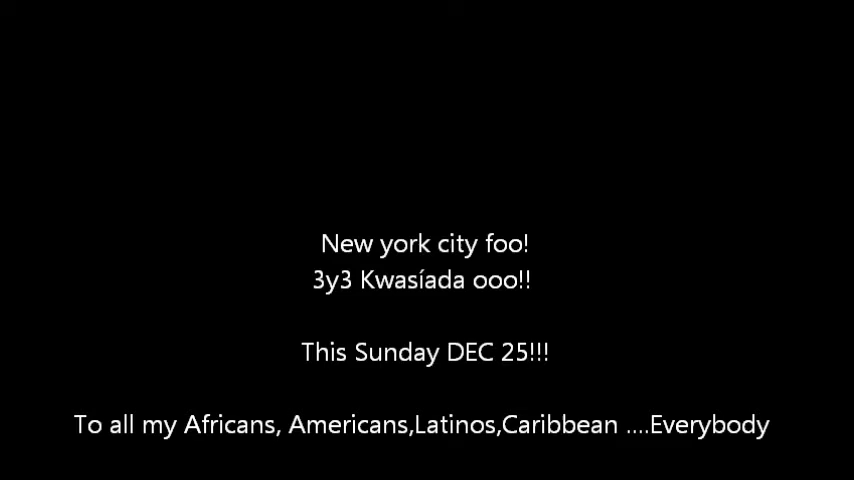 New york city foo!
3y3 Kwasíada ooo!!
This Sunday DEC 25!!!
To all my Africans, Americans,Latinos,Caribbean ....Everybody